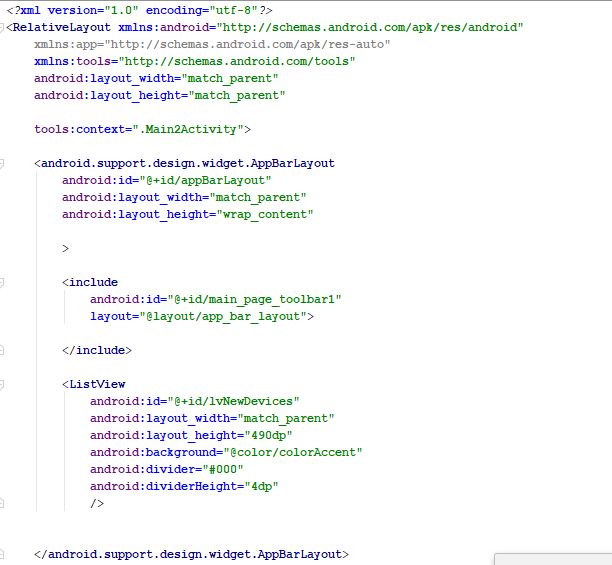 <?xml version="1.0" encoding="utf-8"?>
<RelativeLayout xmlns:android="http://schemas.android.com/apk/res/android"
    xmlns:app="http://schemas.android.com/apk/res-auto"
    xmlns:tools="http://schemas.android.com/tools"
    android:layout_width="match_parent"
    android:layout_height="match_parent"
    tools:context=".Main2Activity">
    <android.support.design.widget.AppBarLayout
        android:id="@+id/appBarLayout"
        android:layout_width="match_parent"
        android:layout_height="wrap_content"
        >
        <include
            android:id="@+id/main_page_toolbar1"
            layout="@layout/app_bar_layout">
        </include>
        <ListView
            android:id="@+id/lvNewDevices"
            android:layout_width="match_parent"
            android:layout_height="490dp"
            android:background="@color/colorAccent"
            android:divider="#000"
            android:dividerHeight="4dp"
            />
    </android.support.design.widget.AppBarLayout>